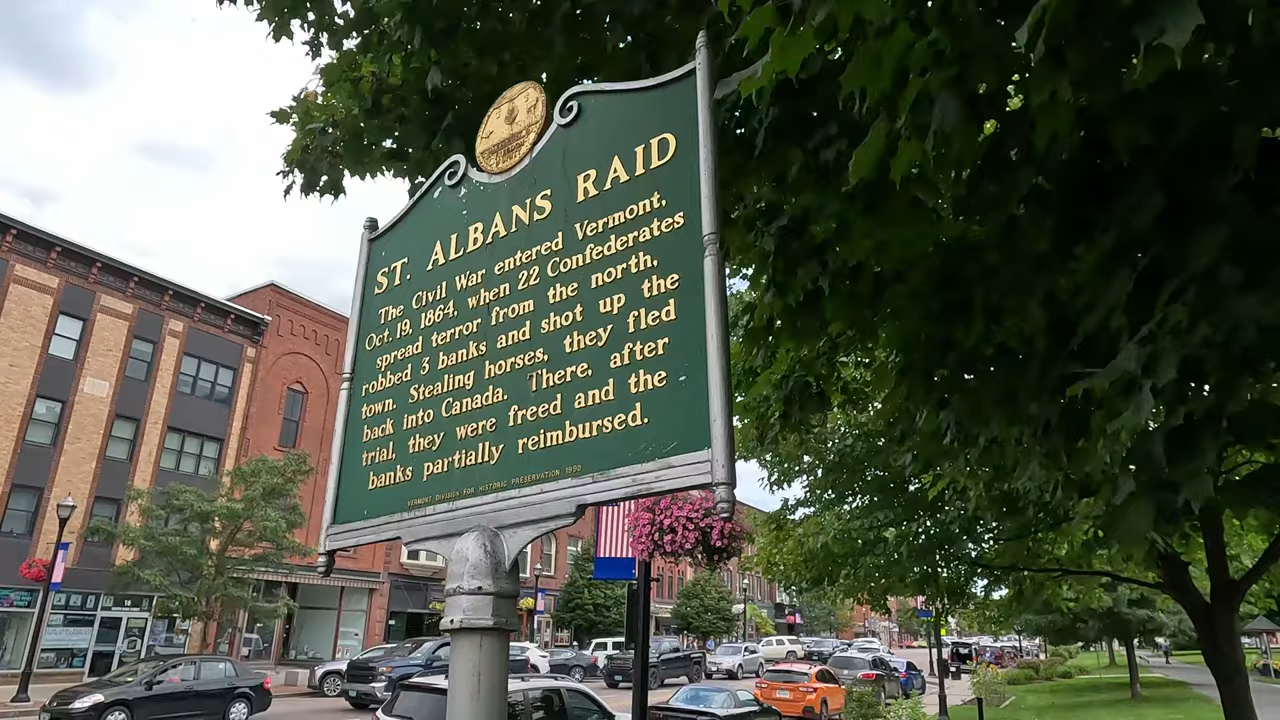 ST. ALBANS RAID
The Civil War entered Vermont,
Oct. 19, 1864, when 22 Confederates
spread terror from the north,
robbed 3 banks and shot up the
town. Stealing horses, they fled
back into Canada. There, after
trial, they were freed and the
banks partially reimbursed.
VERMONT DIVISION FOR HISTORIC PRESERVATION 1990